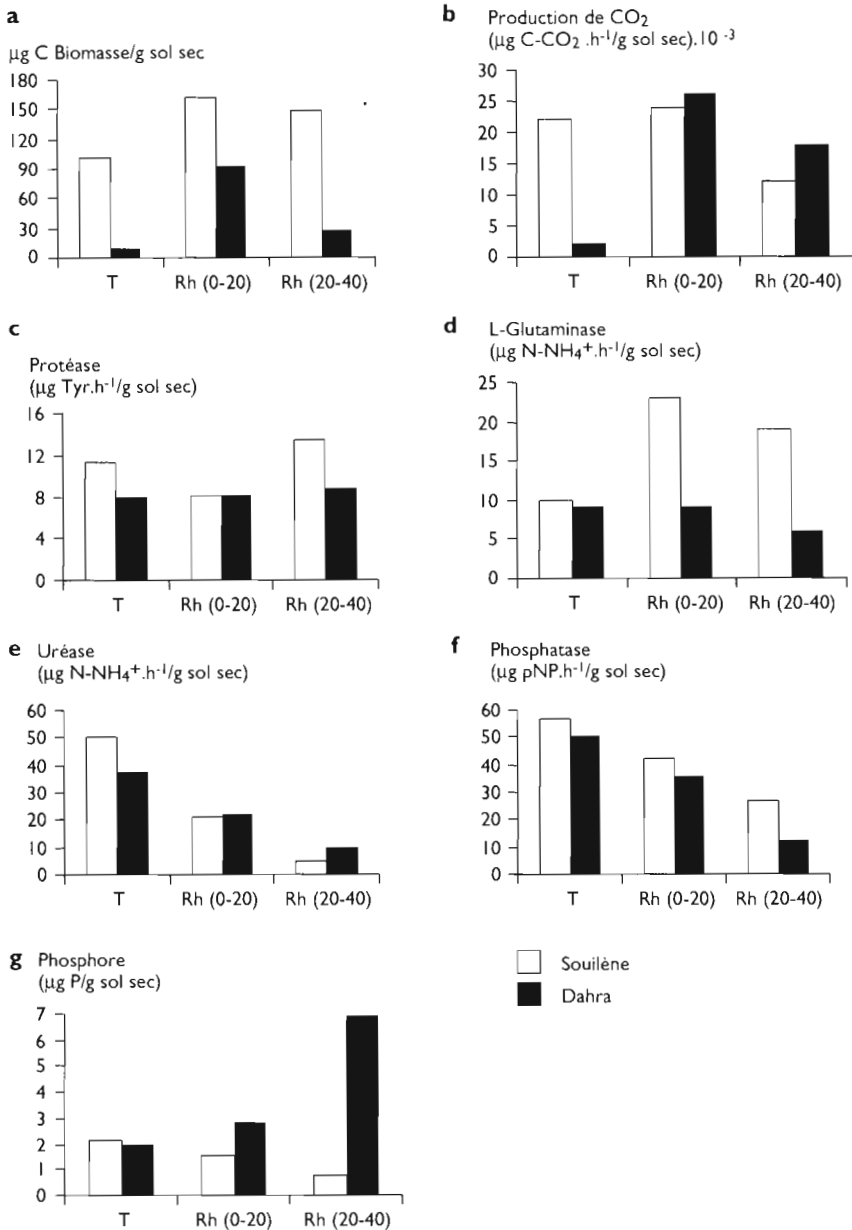 a
µg C Biomasse/g sol sec
180
150
120
90
60
30
0
T Rh (0-20) Rh (20-40)
b Production de CO₂
(µg C-CO₂ .h⁻¹/g sol sec).10 ⁻³
30
25
20
15
10
5
0
T Rh (0-20) Rh (20-40)
c
Protéase
(µg Tyr.h⁻¹/g sol sec)
16
12
8
4
0
T Rh (0-20) Rh (20-40)
d L-Glutaminase
(µg N-NH₄⁺.h⁻¹/g sol sec)
25
20
15
10
5
0
T Rh (0-20) Rh (20-40)
e Uréase
(µg N-NH₄⁺.h⁻¹/g sol sec)
60
50
40
30
20
10
0
T Rh (0-20) Rh (20-40)
f Phosphatase
(µg pNP.h⁻¹/g sol sec)
60
50
40
30
20
10
0
T Rh (0-20) Rh (20-40)
g Phosphore
(µg P/g sol sec)
7
6
5
4
3
2
1
0
T Rh (0-20) Rh (20-40)
Souilène
Dahra